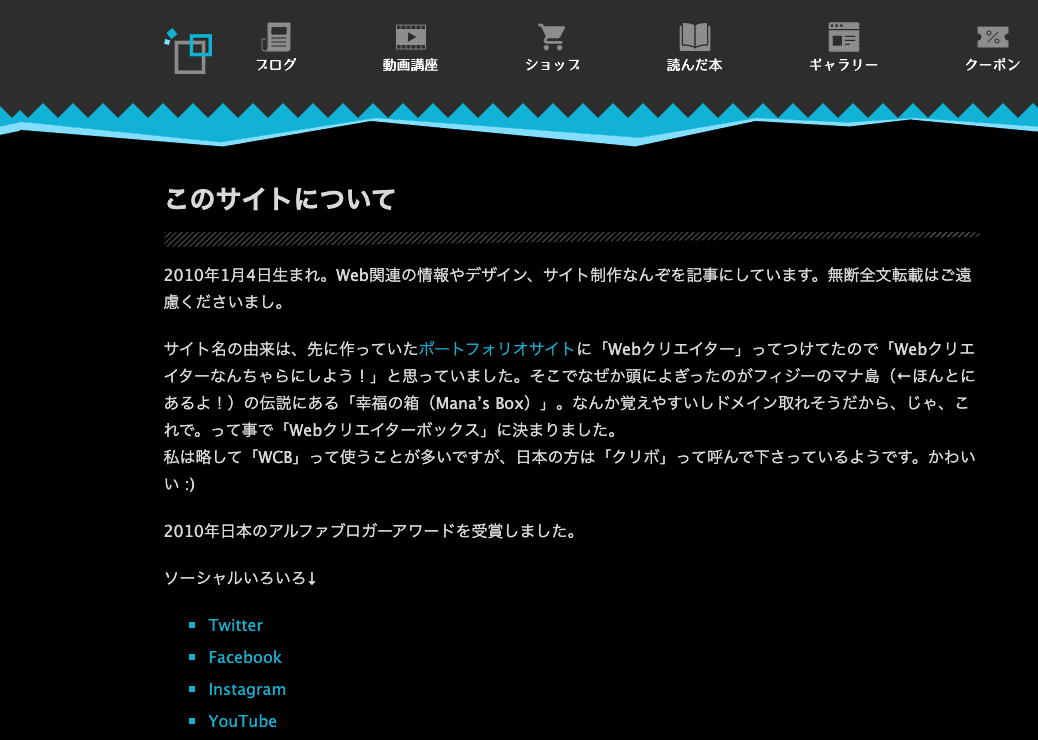 ブログ
動画講座
ショップ
読んだ本
ギャラリー
クーポン
このサイトについて
2010年1月4日生まれ。Web関連の情報やデザイン、サイト制作なんぞを記事にしています。無断全文転載はご遠
慮くださいまし。
サイト名の由来は、先に作っていたポートフォリオサイトに「Webクリエイター」ってつけてたので「Webクリエ
イターなんちゃらにしよう！」と思っていました。そこでなぜか頭によぎったのがフィジーのマナ島（←ほんとに
あるよ！）の伝説にある「幸福の箱（Mana’s Box）」。なんか覚えやすいしドメイン取れそうだから、じゃ、こ
れで。って事で「Webクリエイターボックス」に決まりました。
私は略して「WCB」って使うことが多いですが、日本の方は「クリボ」って呼んで下さっているようです。かわい
い :)
2010年日本のアルファブロガーアワードを受賞しました。
ソーシャルいろいろ↓
Twitter
Facebook
Instagram
YouTube